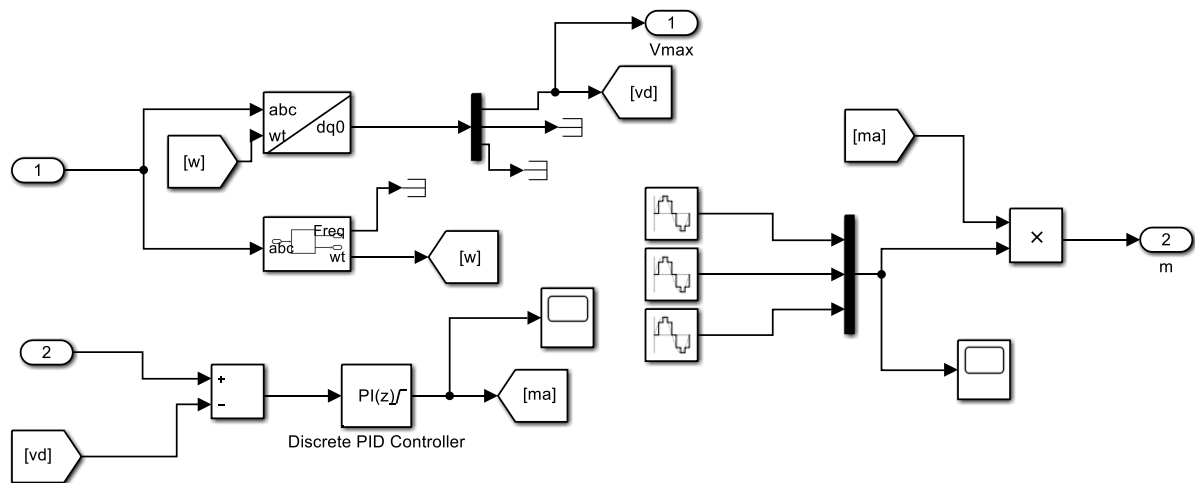 1
Vmax
[vd]
abc
wt
dq0
[w]
1
[ma]
Freq
abc
wt
[w]
×
2
m
2
+
−
PI(z)
[ma]
Discrete PID Controller
[vd]